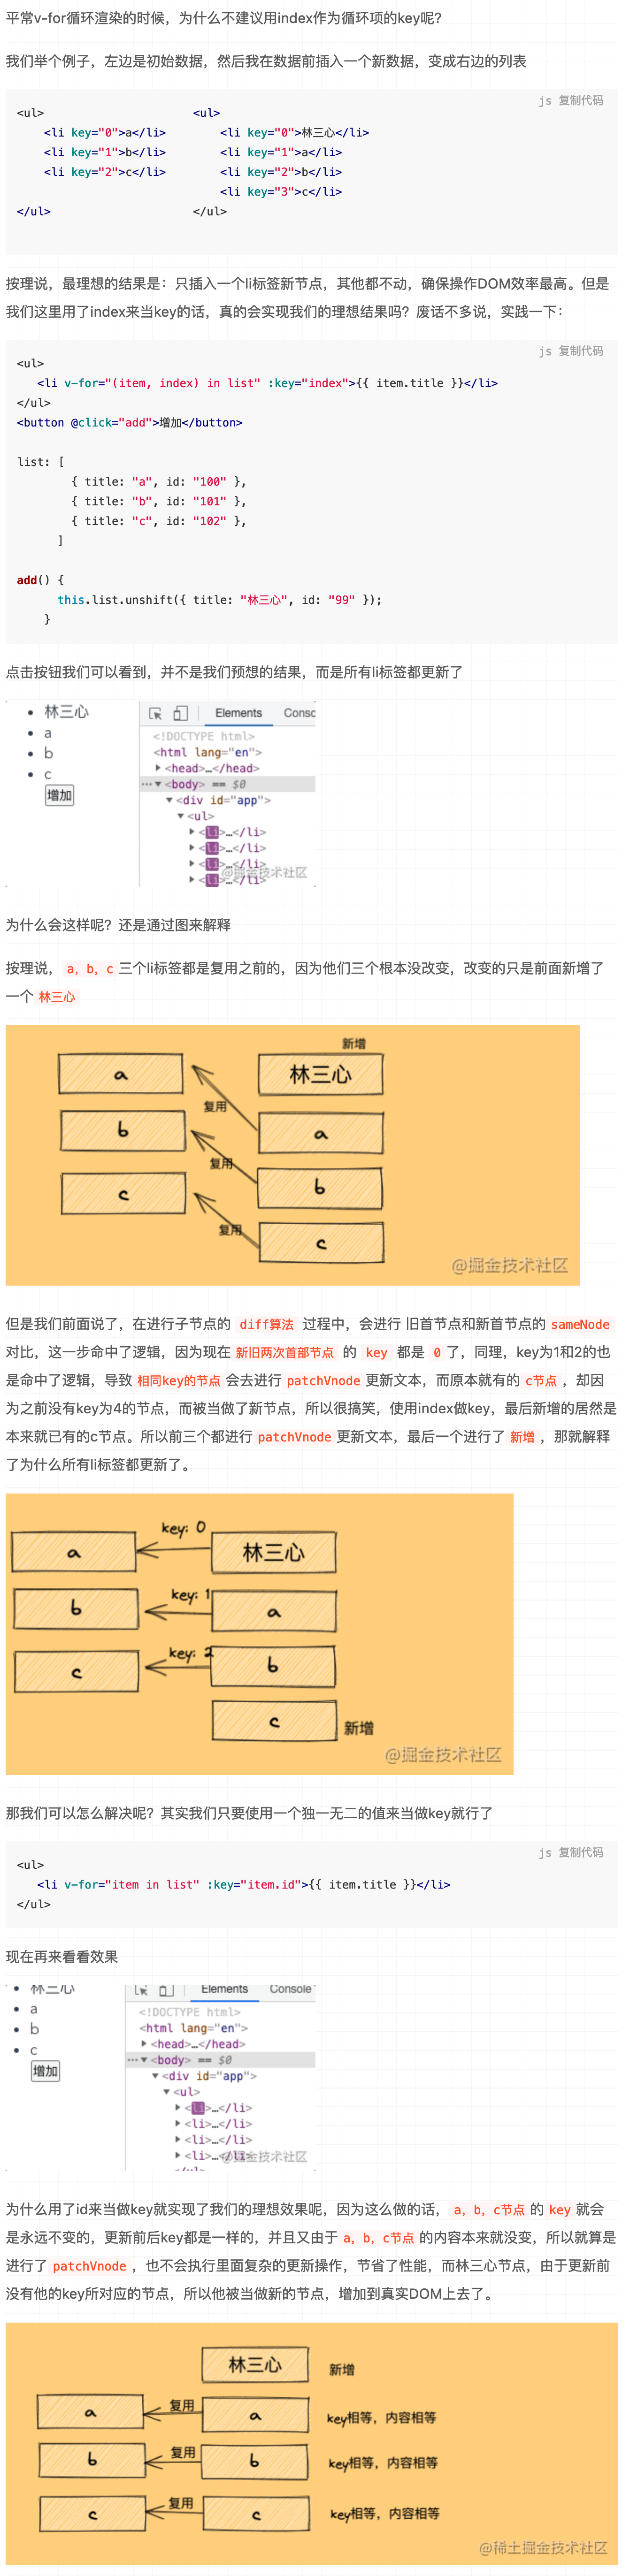 平常v-for循环渲染的时候，为什么不建议用index作为循环项的key呢？
我们举个例子，左边是初始数据，然后我在数据前插入一个新数据，变成右边的列表
js 复制代码
<ul>                      <ul>
    <li key="0">a</li>        <li key="0">林三心</li>
    <li key="1">b</li>        <li key="1">a</li>
    <li key="2">c</li>        <li key="2">b</li>
                              <li key="3">c</li>
</ul>                     </ul>
按理说，最理想的结果是：只插入一个li标签新节点，其他都不动，确保操作DOM效率最高。但是
我们这里用了index来当key的话，真的会实现我们的理想结果吗？废话不多说，实践一下：
js 复制代码
<ul>
   <li v-for="(item, index) in list" :key="index">{{ item.title }}</li>
</ul>
<button @click="add">增加</button>
list: [
        { title: "a", id: "100" },
        { title: "b", id: "101" },
        { title: "c", id: "102" },
      ]
add() {
      this.list.unshift({ title: "林三心", id: "99" });
    }
点击按钮我们可以看到，并不是我们预想的结果，而是所有li标签都更新了
林三心
a
b
c
增加
Elements Consc
<!DOCTYPE html>
<html lang="en">
<head>…</head>
<body> == $0
<div id="app">
<ul>
<li>…</li>
<li>…</li>
<li>…</li>
<li>…</li>
@掘金技术社区
为什么会这样呢？还是通过图来解释
按理说，a，b，c三个li标签都是复用之前的，因为他们三个根本没改变，改变的只是前面新增了
一个林三心
新增
a 林三心
复用
b a
复用
c b
复用
c
@掘金技术社区
但是我们前面说了，在进行子节点的 diff算法 过程中，会进行 旧首节点和新首节点的 sameNode
对比，这一步命中了逻辑，因为现在 新旧两次首部节点 的 key 都是 0 了，同理，key为1和2的也
是命中了逻辑，导致 相同key的节点 会去进行 patchVnode 更新文本，而原本就有的 c节点，却因
为之前没有key为4的节点，而被当做了新节点，所以很搞笑，使用index做key，最后新增的居然是
本来就已有的c节点。所以前三个都进行 patchVnode 更新文本，最后一个进行了 新增，那就解释
了为什么所有li标签都更新了。
a key: 0 林三心
b key: 1 a
c key: 2 b
c 新增
@掘金技术社区
那我们可以怎么解决呢？其实我们只要使用一个独一无二的值来当做key就行了
js 复制代码
<ul>
   <li v-for="item in list" :key="item.id">{{ item.title }}</li>
</ul>
现在再来看看效果
林三心
a
b
c
增加
Elements Console
<!DOCTYPE html>
<html lang="en">
<head>…</head>
<body> == $0
<div id="app">
<ul>
<li>…</li>
<li>…</li>
<li>…</li>
<li>…</li>
@掘金技术社区
为什么用了id来当做key就实现了我们的理想效果呢，因为这么做的话，a，b，c节点 的 key 就会
是永远不变的，更新前后key都是一样的，并且又由于 a，b，c节点 的内容本来就没变，所以就算是
进行了 patchVnode，也不会执行里面复杂的更新操作，节省了性能，而林三心节点，由于更新前
没有他的key所对应的节点，所以他被当做新的节点，增加到真实DOM上去了。
林三心 新增
a 复用 a key相等，内容相等
b 复用 b key相等，内容相等
c 复用 c key相等，内容相等
@稀土掘金技术社区